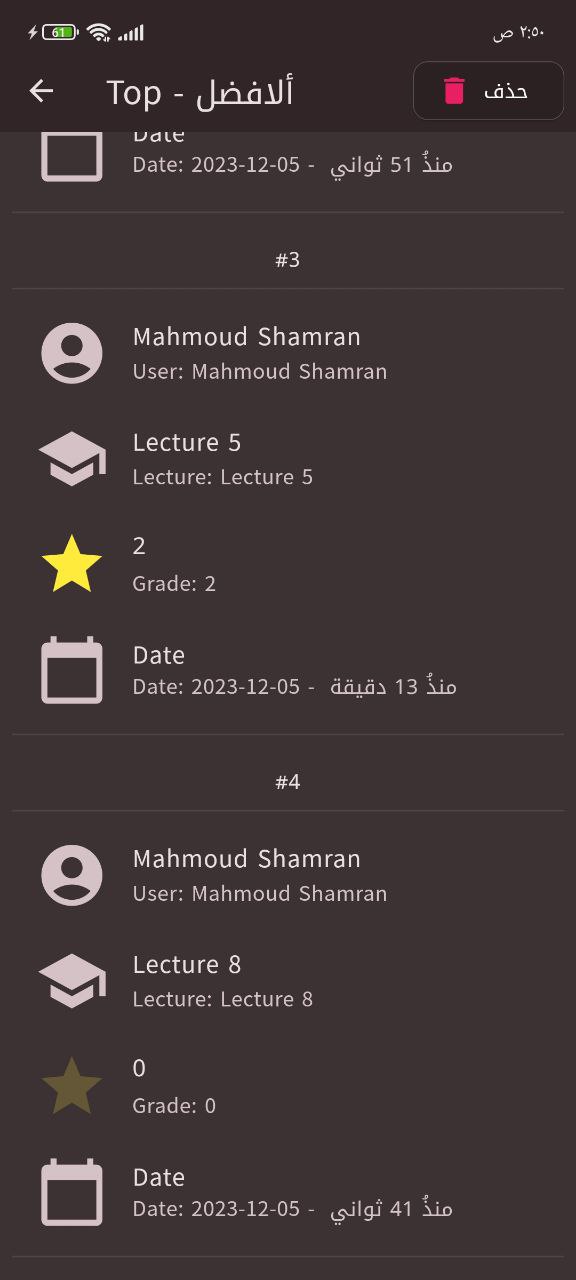 61
٢:٥٠ ص
Top - ألافضل
حذف
Date
Date: 2023-12-05 - منذُ 51 ثواني
#3
Mahmoud Shamran
User: Mahmoud Shamran
Lecture 5
Lecture: Lecture 5
2
Grade: 2
Date
Date: 2023-12-05 - منذُ 13 دقيقة
#4
Mahmoud Shamran
User: Mahmoud Shamran
Lecture 8
Lecture: Lecture 8
0
Grade: 0
Date
Date: 2023-12-05 - منذُ 41 ثواني